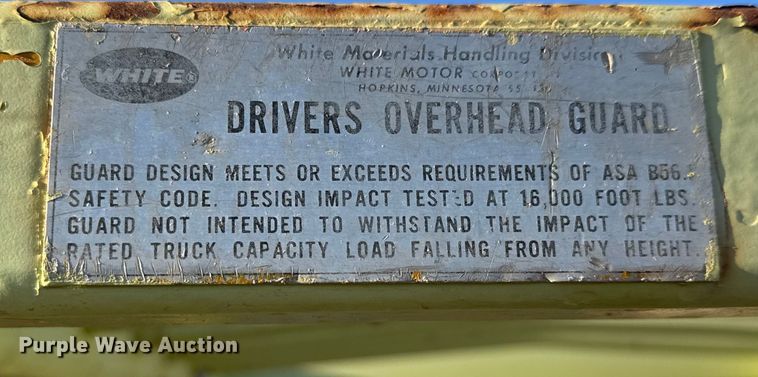 WHITE
White Materials Handling Division
WHITE MOTOR
HOPKINS, MINNESOTA
DRIVERS OVERHEAD GUARD
GUARD DESIGN MEETS OR EXCEEDS REQUIREMENTS OF ASA B56.
SAFETY CODE. DESIGN IMPACT TESTED AT 16,000 FOOT LBS.
GUARD NOT INTENDED TO WITHSTAND THE IMPACT OF THE
RATED TRUCK CAPACITY LOAD FALLING FROM ANY HEIGHT.
Purple Wave Auction